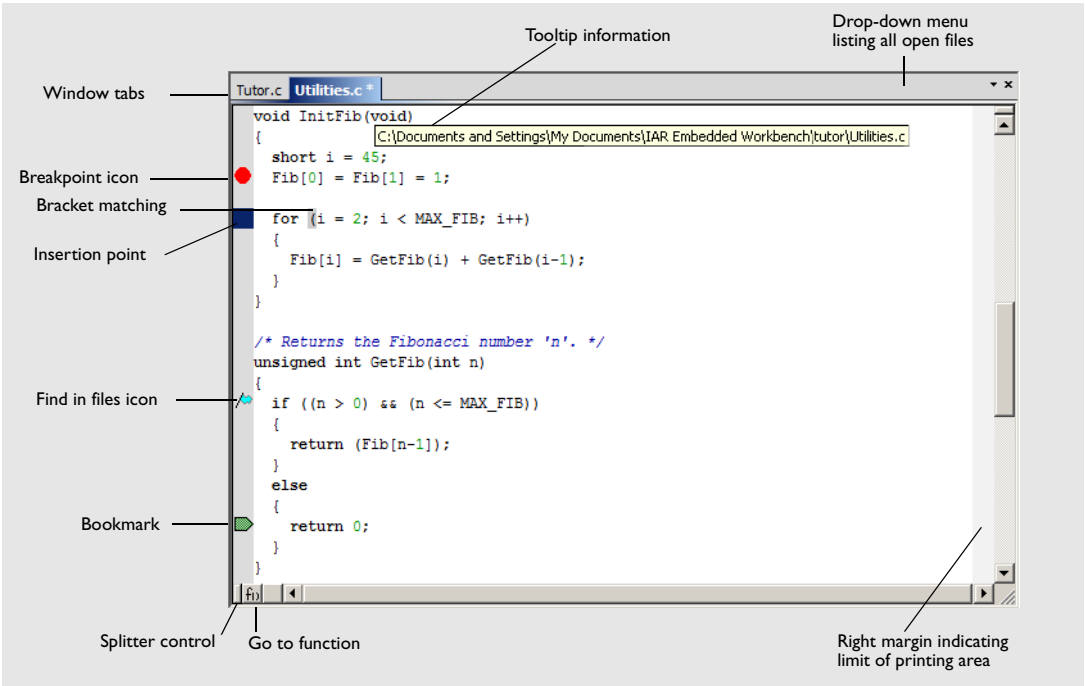 Tooltip information
Drop-down menu
listing all open files
Window tabs
Tutor.c Utilities.c *
void InitFib(void)
{
C:\Documents and Settings\My Documents\IAR Embedded Workbench\tutor\Utilities.c
short i = 45;
Breakpoint icon
Fib[0] = Fib[1] = 1;
Bracket matching
for (i = 2; i < MAX_FIB; i++)
Insertion point
{
Fib[i] = GetFib(i) + GetFib(i-1);
}
}
/* Returns the Fibonacci number 'n'. */
unsigned int GetFib(int n)
{
Find in files icon
if ((n > 0) && (n <= MAX_FIB))
{
return (Fib[n-1]);
}
else
{
Bookmark
return 0;
}
}
f()
Splitter control
Go to function
Right margin indicating
limit of printing area